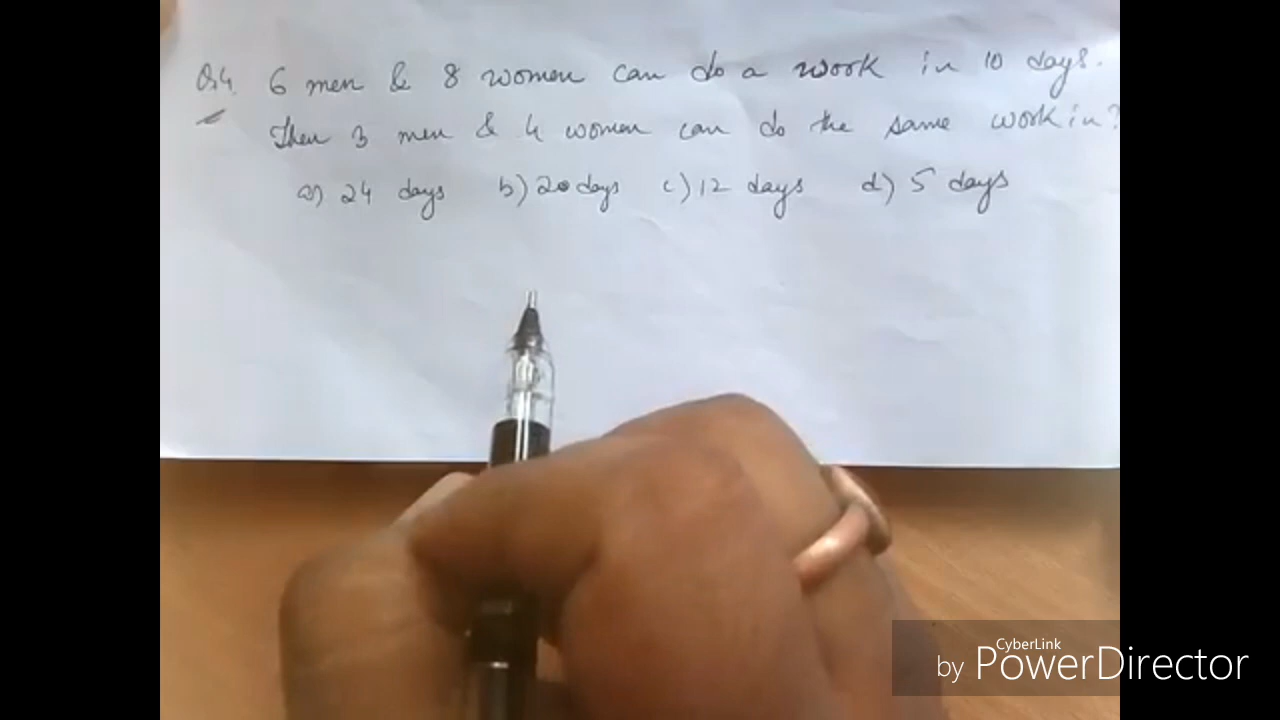 Q4. 6 men & 8 women can do a work in 10 days.
Then 3 men & 4 women can do the same work in?
a) 24 days b) 20 days c) 12 days d) 5 days
CyberLink
by PowerDirector